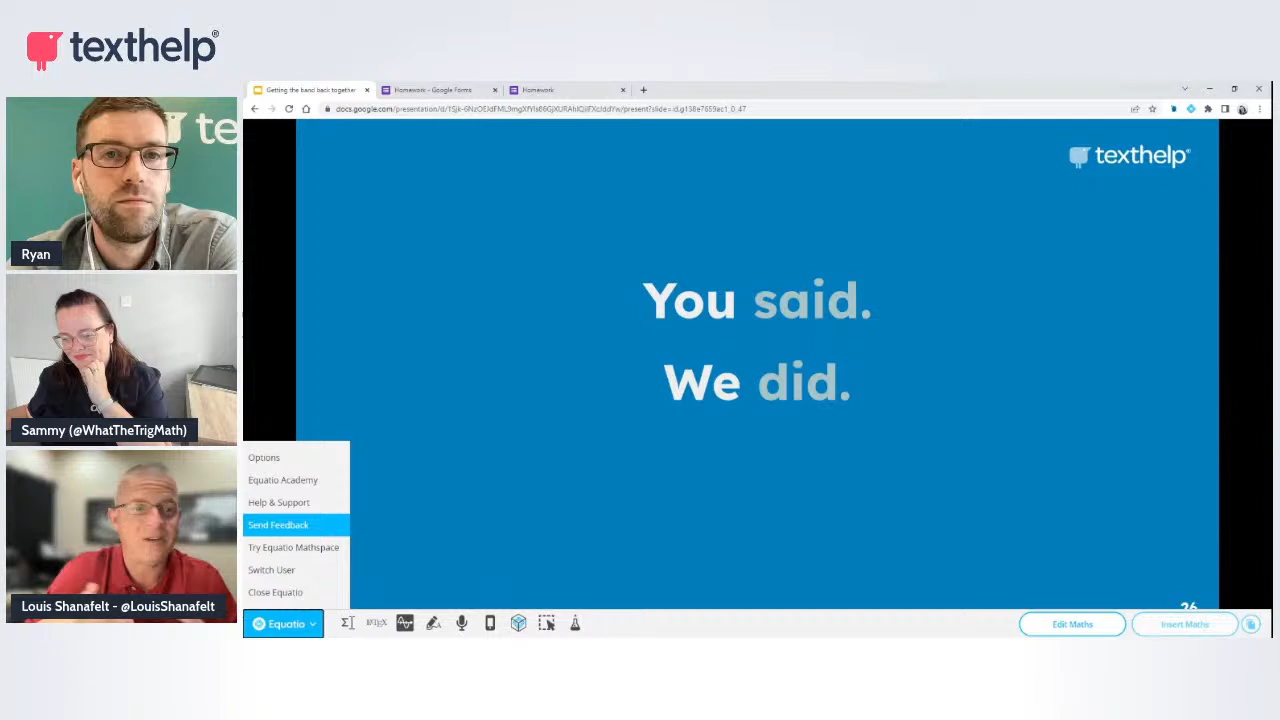 texthelp®
Getting the band back together
Homework - Google Forms
Homework
texthelp®
You said.
We did.
Ryan
Sammy (@WhatTheTrigMath)
Louis Shanafelt - @LouisShanafelt
Options
Equatio Academy
Help & Support
Send Feedback
Try Equatio Mathspace
Switch User
Close Equatio
26
Equatio
LATEX
Edit Maths
Insert Maths